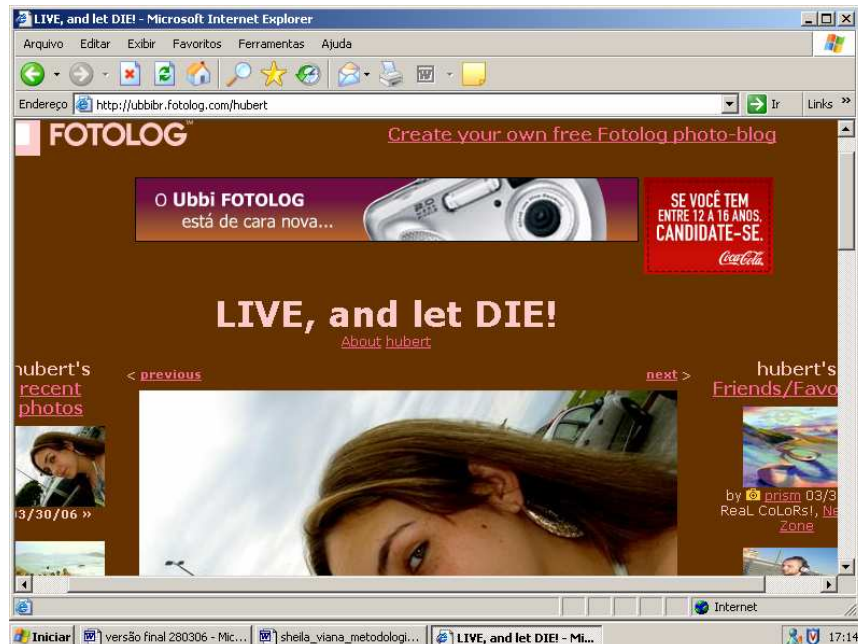 LIVE, and let DIE! - Microsoft Internet Explorer
Arquivo Editar Exibir Favoritos Ferramentas Ajuda
Endereço http://ubbibr.fotolog.com/hubert Ir Links »
FOTOLOG™ Create your own free Fotolog photo-blog
O Ubbi FOTOLOG
está de cara nova...
2.0
SE VOCÊ TEM
ENTRE 12 A 16 ANOS,
CANDIDATE-SE.
Coca-Cola
LIVE, and let DIE!
About hubert
hubert's
recent
photos
03/30/06 »
< previous
next >
hubert's
Friends/Favo
by prism 03/3
ReaL CoLoRs!, Ne
Zone
Internet
Iniciar versão final 280306 - Mic... sheila_viana_metodologi... LIVE, and let DIE! - Mi... 17:14